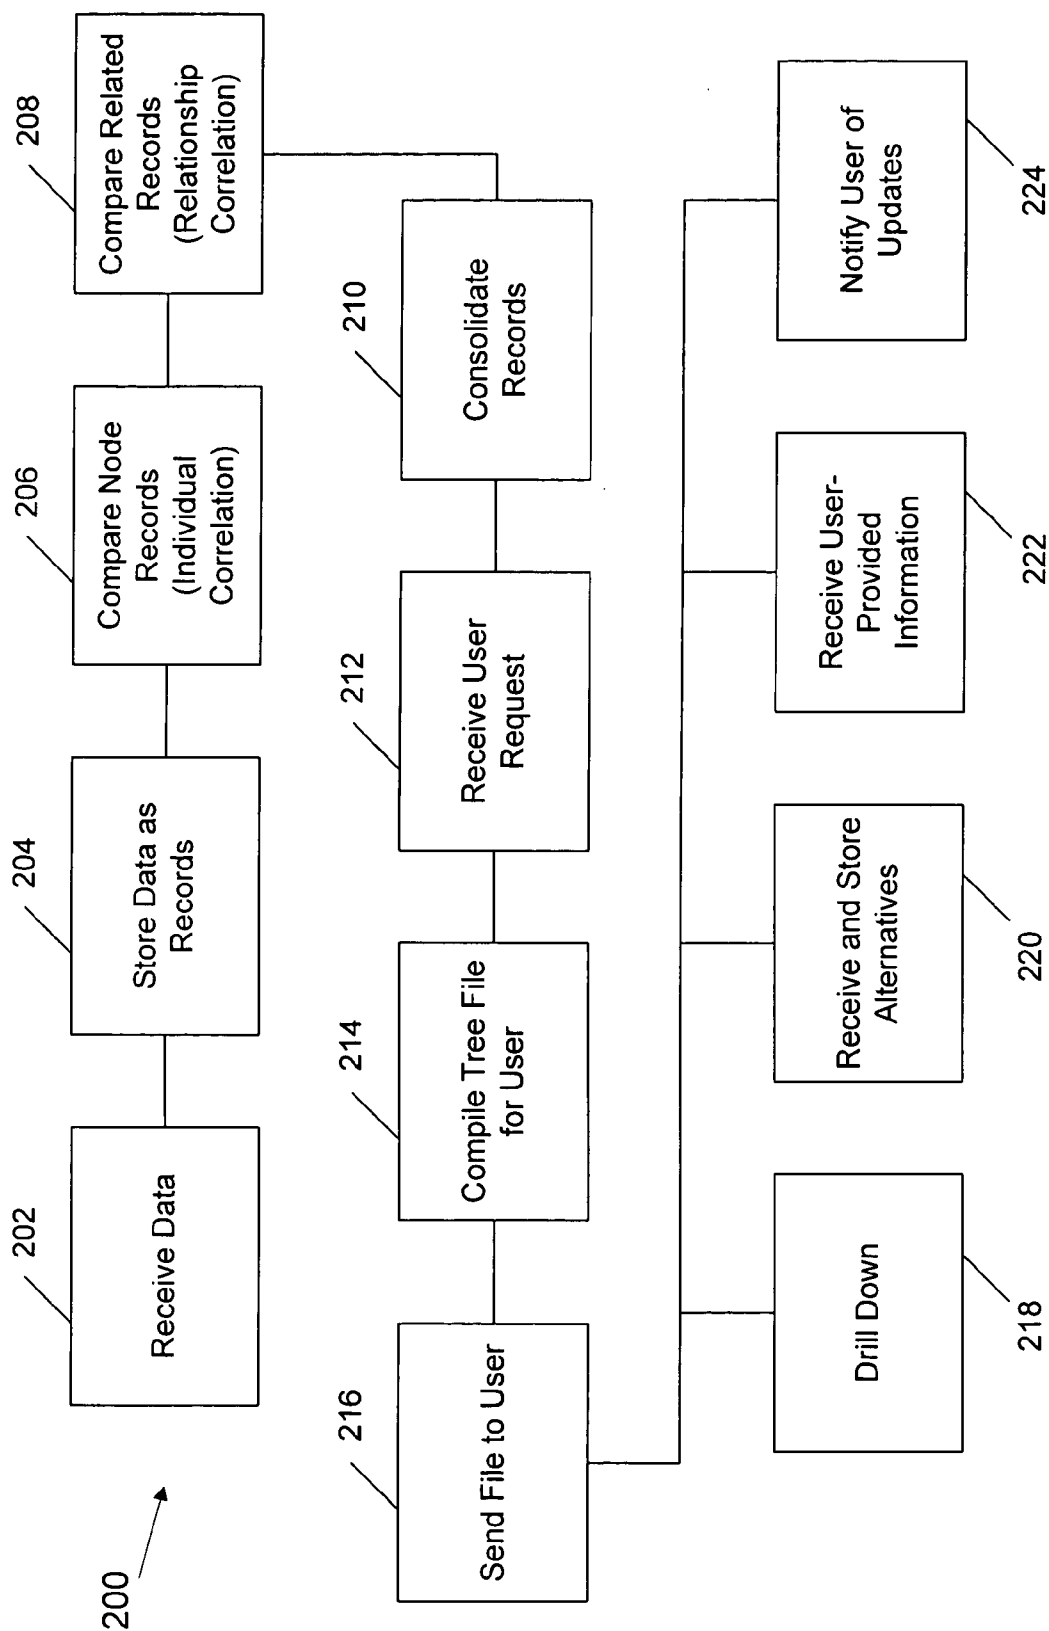 200
202
Receive Data
204
Store Data as
Records
206
Compare Node
Records
(Individual
Correlation)
208
Compare Related
Records
(Relationship
Correlation)
210
Consolidate
Records
212
Receive User
Request
214
Compile Tree File
for User
216
Send File to User
Drill Down
218
Receive and Store
Alternatives
220
Receive User-
Provided
Information
222
Notify User of
Updates
224